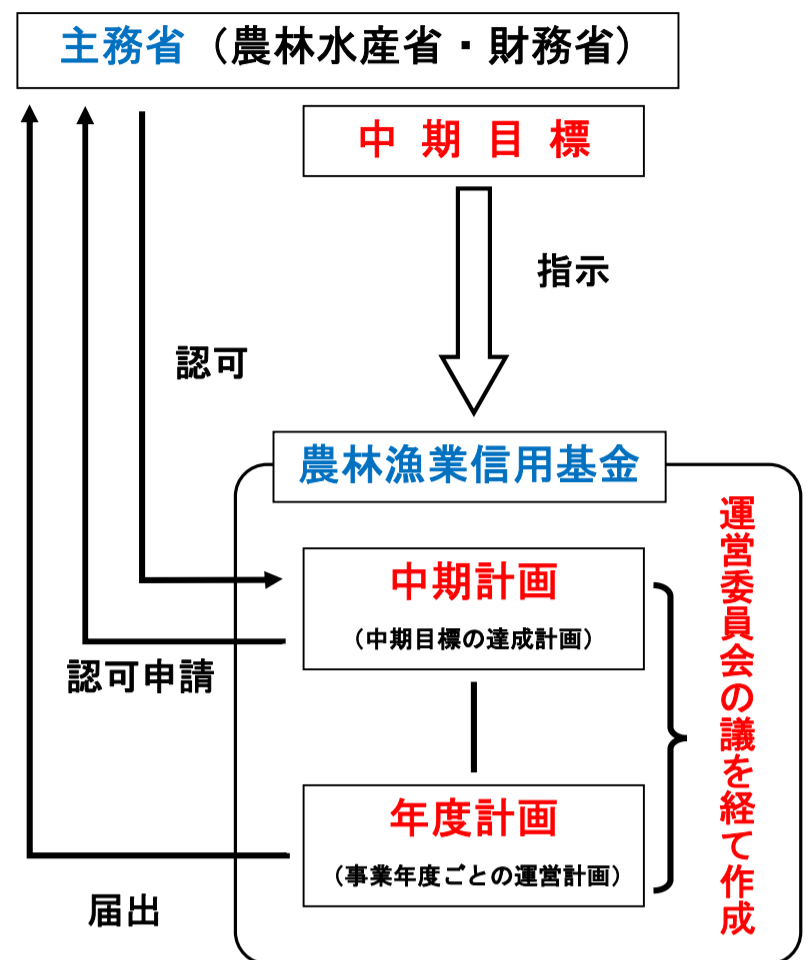 主務省（農林水産省・財務省）
中期目標
指示
認可
農林漁業信用基金
中期計画
（中期目標の達成計画）
認可申請
年度計画
（事業年度ごとの運営計画）
届出
運営委員会の議を経て作成